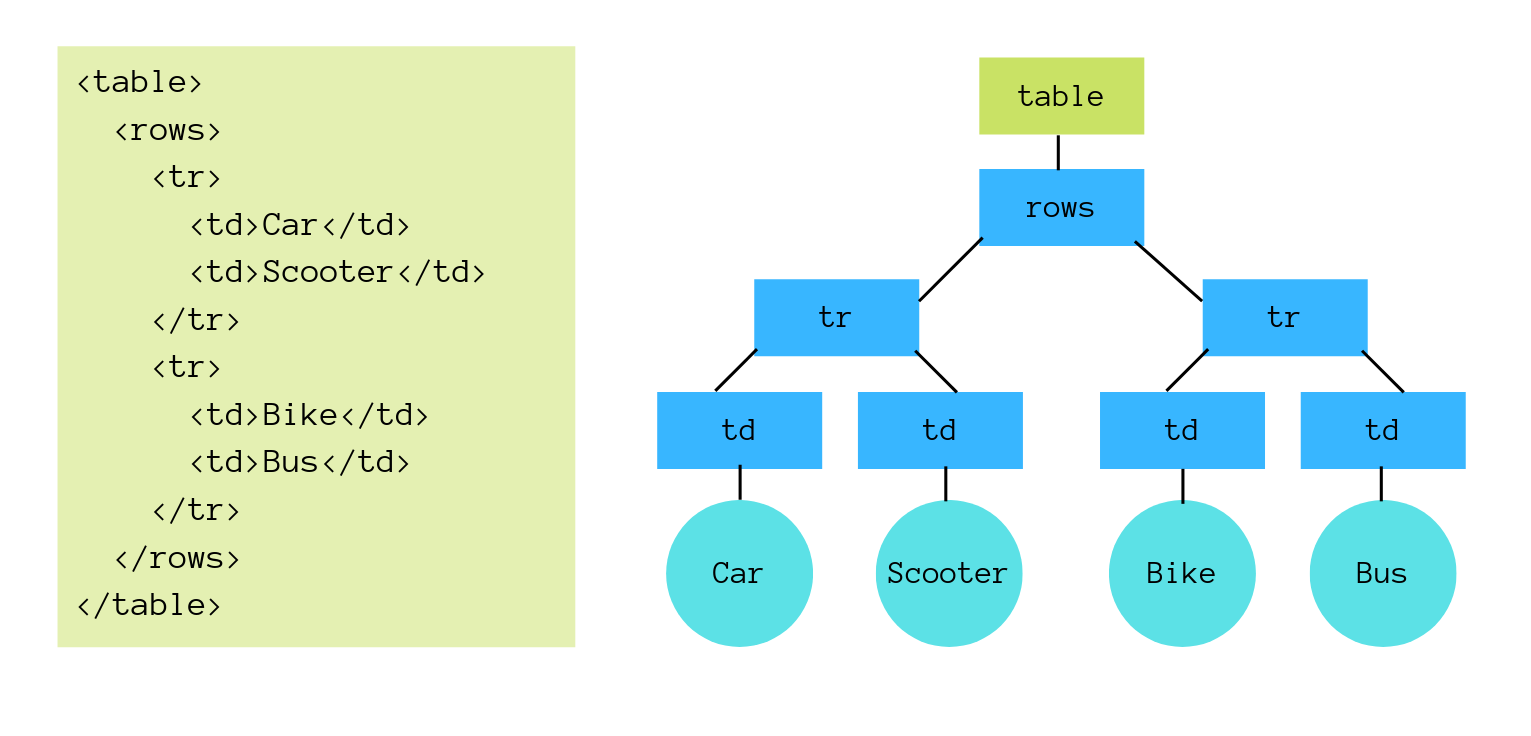 <table>
  <rows>
    <tr>
      <td>Car</td>
      <td>Scooter</td>
    </tr>
    <tr>
      <td>Bike</td>
      <td>Bus</td>
    </tr>
  </rows>
</table>
table
rows
tr tr
td td td td
Car Scooter Bike Bus